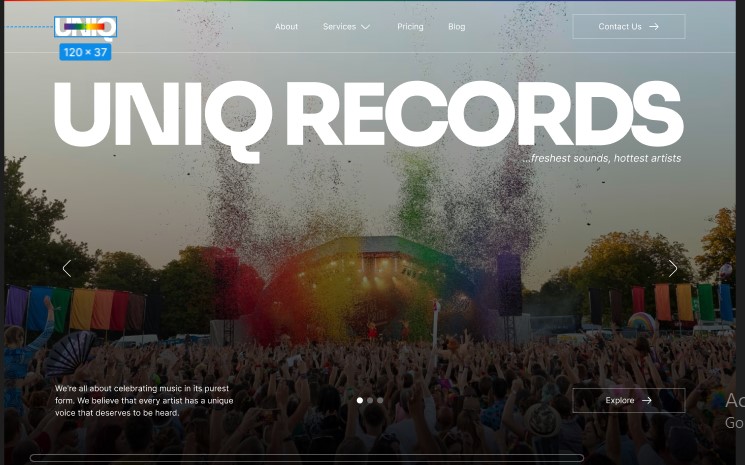 UNIQ
120 × 37
About
Services
Pricing
Blog
Contact Us
UNIQ RECORDS
...freshest sounds, hottest artists
We're all about celebrating music in its purest
form. We believe that every artist has a unique
voice that deserves to be heard.
Explore
Ac
Go